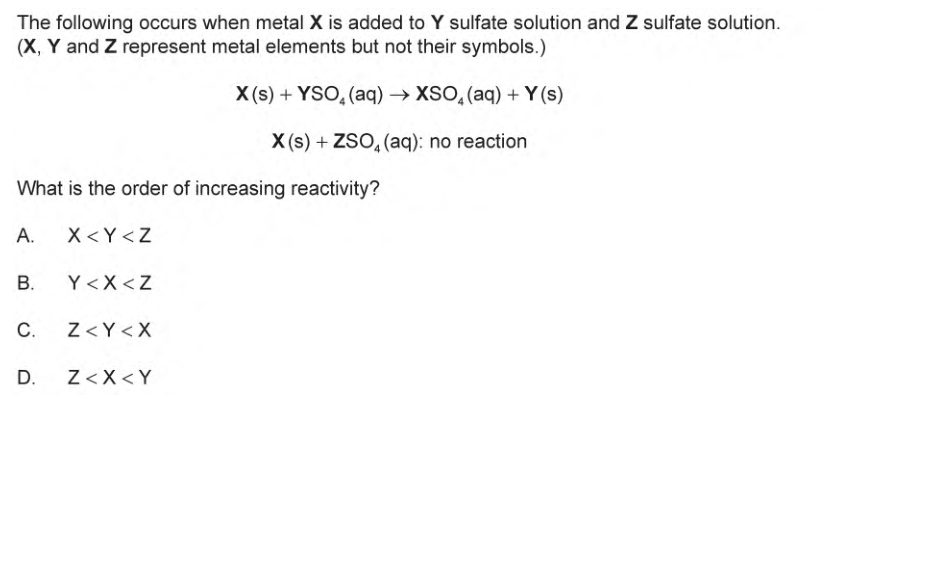 The following occurs when metal X is added to Y sulfate solution and Z sulfate solution.
(X, Y and Z represent metal elements but not their symbols.)
X(s) + YSO₄(aq) → XSO₄(aq) + Y(s)
X(s) + ZSO₄(aq): no reaction
What is the order of increasing reactivity?
A. X < Y < Z
B. Y < X < Z
C. Z < Y < X
D. Z < X < Y